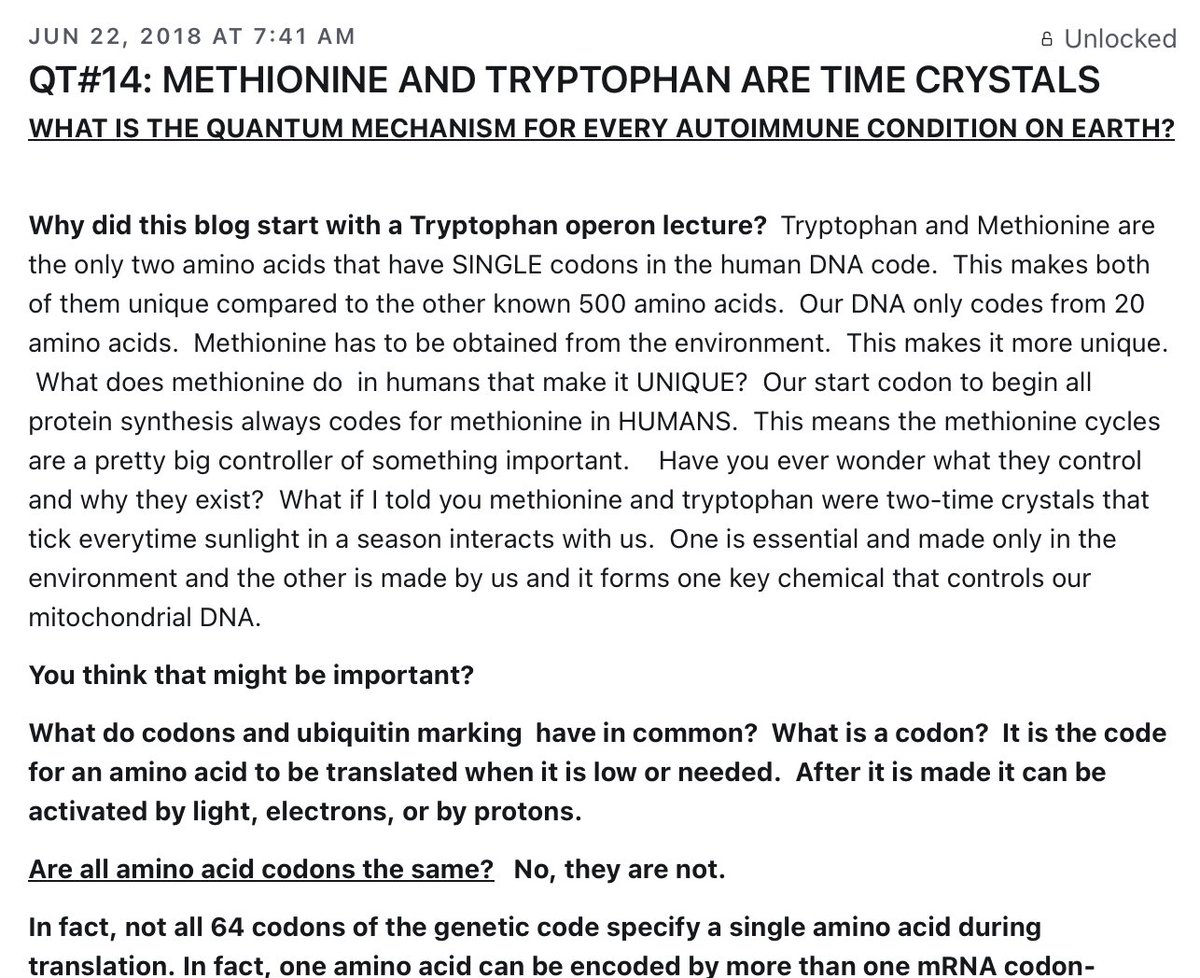 JUN 22, 2018 AT 7:41 AM
Unlocked
QT#14: METHIONINE AND TRYPTOPHAN ARE TIME CRYSTALS
WHAT IS THE QUANTUM MECHANISM FOR EVERY AUTOIMMUNE CONDITION ON EARTH?
Why did this blog start with a Tryptophan operon lecture?  Tryptophan and Methionine are
the only two amino acids that have SINGLE codons in the human DNA code.  This makes both
of them unique compared to the other known 500 amino acids.  Our DNA only codes from 20
amino acids.  Methionine has to be obtained from the environment.  This makes it more unique.
What does methionine do  in humans that make it UNIQUE?  Our start codon to begin all
protein synthesis always codes for methionine in HUMANS.  This means the methionine cycles
are a pretty big controller of something important.    Have you ever wonder what they control
and why they exist?  What if I told you methionine and tryptophan were two-time crystals that
tick everytime sunlight in a season interacts with us.  One is essential and made only in the
environment and the other is made by us and it forms one key chemical that controls our
mitochondrial DNA.
You think that might be important?
What do codons and ubiquitin marking  have in common?  What is a codon?  It is the code
for an amino acid to be translated when it is low or needed.  After it is made it can be
activated by light, electrons, or by protons.
Are all amino acid codons the same?   No, they are not.
In fact, not all 64 codons of the genetic code specify a single amino acid during
translation. In fact, one amino acid can be encoded by more than one mRNA codon-